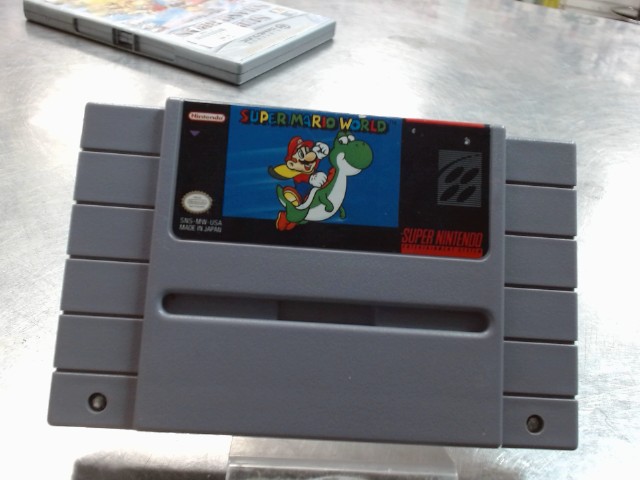 Nintendo
SUPER MARIO WORLD
SNS-MW-USA
MADE IN JAPAN
SUPER NINTENDO